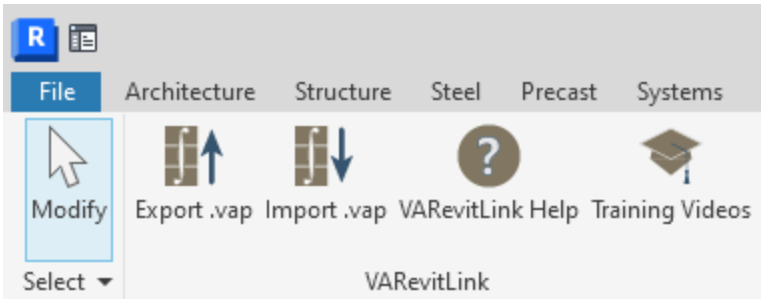 R
File Architecture Structure Steel Precast Systems
? 
Modify Export .vap Import .vap VARevitLink Help Training Videos
Select VARevitLink